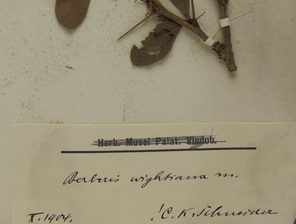 Herb. Musei Palat. Vindob.
Berberis wightiana m.
X. 1904. !C. K. Schneider